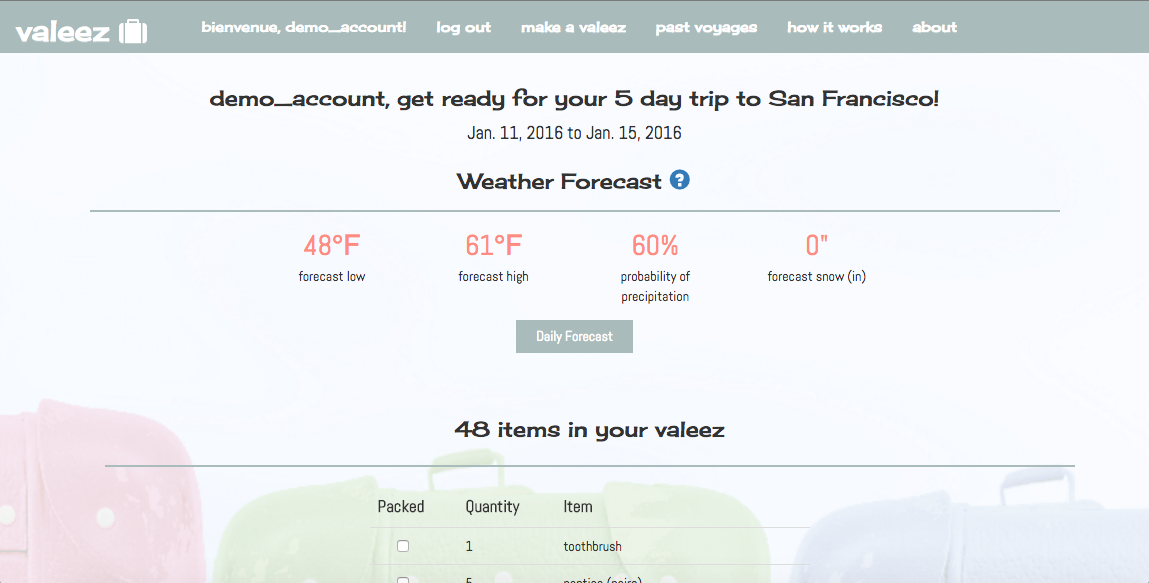 valeez
bienvenue, demo_account! log out make a valeez past voyages how it works about
demo_account, get ready for your 5 day trip to San Francisco!
Jan. 11, 2016 to Jan. 15, 2016
Weather Forecast ?
48°F 61°F 60% 0"
forecast low forecast high probability of precipitation forecast snow (in)
Daily Forecast
48 items in your valeez
Packed Quantity Item
1 toothbrush